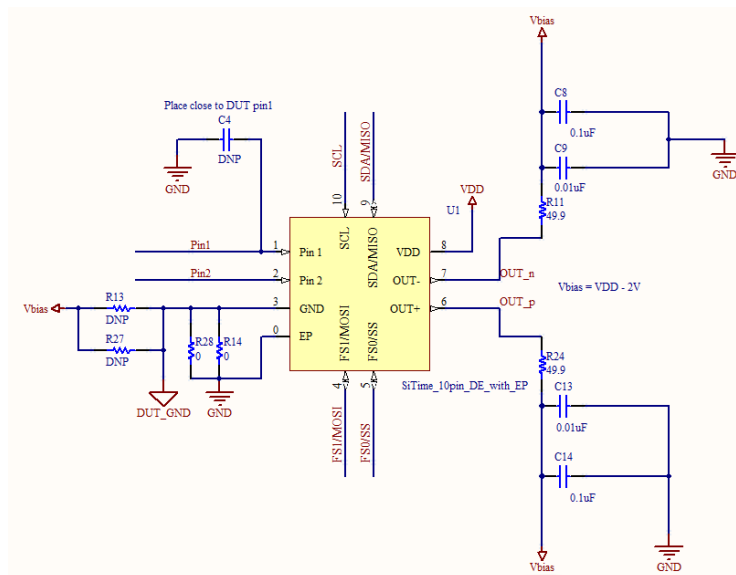 Vbias
C8
0.1uF
C9
0.01uF
GND
R11
49.9
Place close to DUT pin1
C4
DNP
GND
SCL
SDA/MISO
10
9
VDD
U1
Pin1
1
Pin 1
SCL
SDA/MISO
VDD
8
Pin2
2
Pin 2
OUT-
7
OUT_n
Vbias = VDD - 2V
Vbias
R13
DNP
3
GND
OUT+
6
OUT_p
R27
DNP
R28
0
R14
0
0
EP
FS1/MOSI
FS0/SS
R24
49.9
DUT_GND
GND
4
5
FS1/MOSI
FS0/SS
SiTime_10pin_DE_with_EP
C13
0.01uF
C14
0.1uF
Vbias
GND